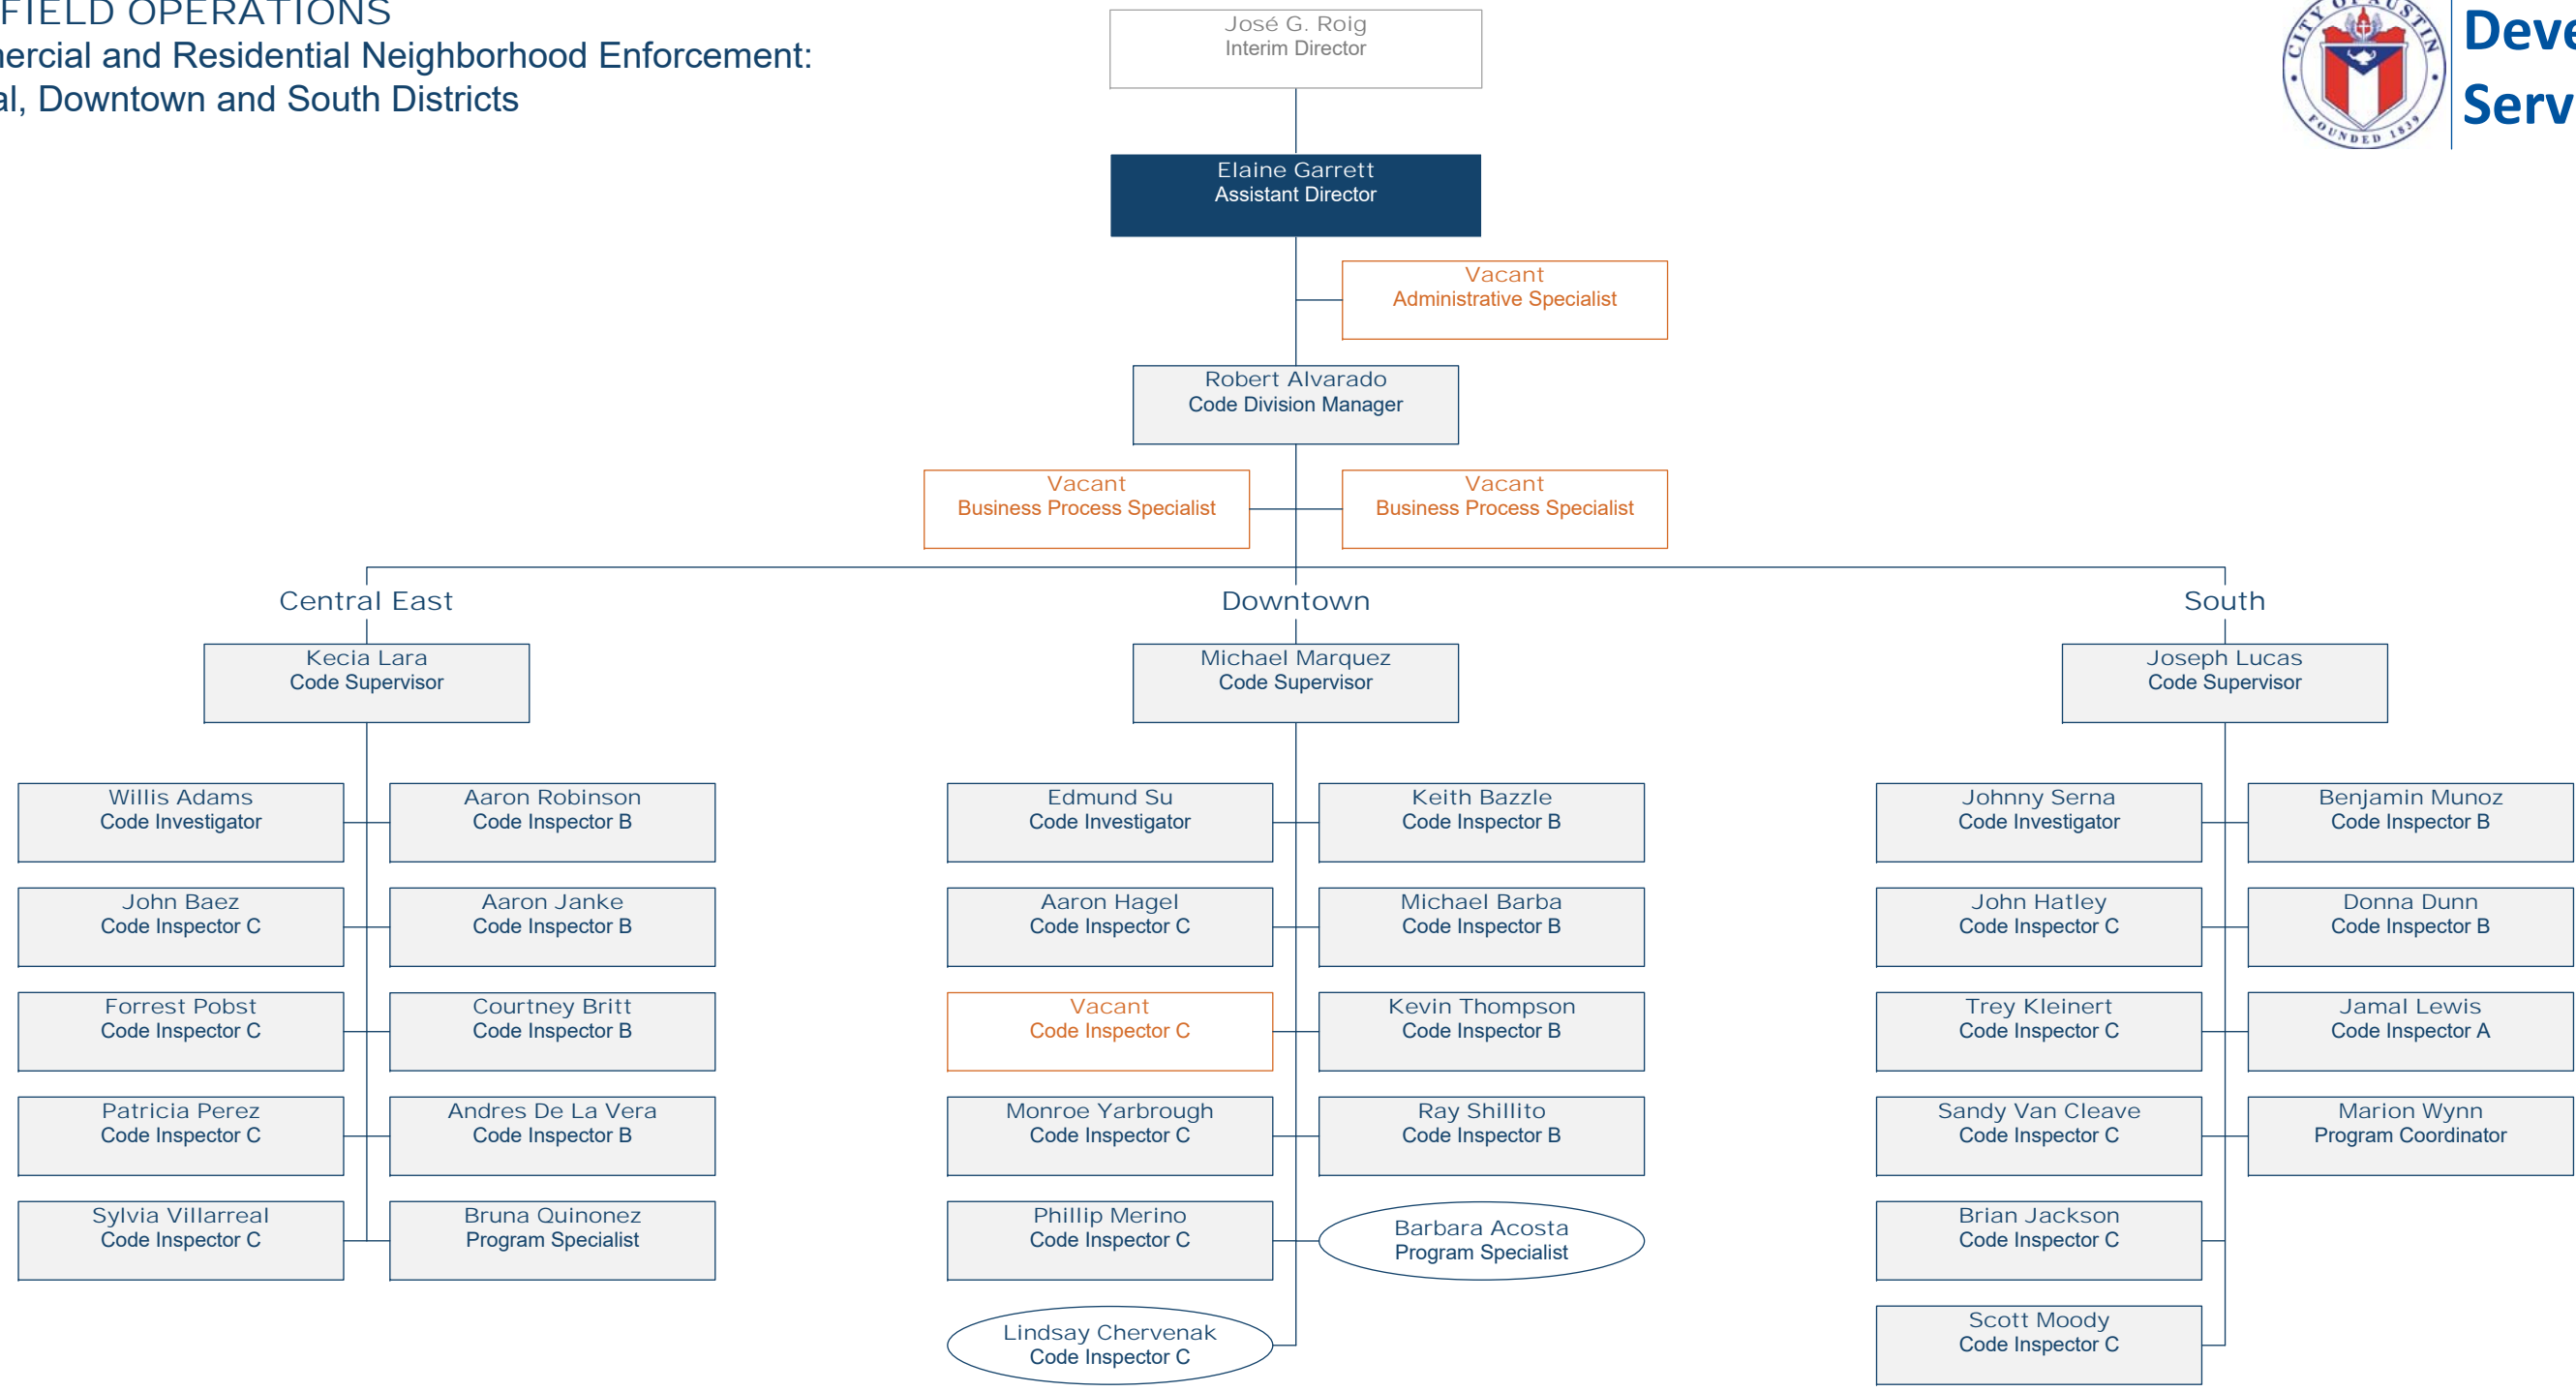 FIELD OPERATIONS
and Residential Neighborhood Enforcement:
Downtown and South Districts
CITY OF AUSTIN
FOUNDED 1839
José G. Roig
Interim Director
Elaine Garrett
Assistant Director
Vacant
Administrative Specialist
Robert Alvarado
Code Division Manager
Vacant
Business Process Specialist
Vacant
Business Process Specialist
Central East
Kecia Lara
Code Supervisor
Willis Adams
Code Investigator
Aaron Robinson
Code Inspector B
John Baez
Code Inspector C
Aaron Janke
Code Inspector B
Forrest Pobst
Code Inspector C
Courtney Britt
Code Inspector B
Patricia Perez
Code Inspector C
Andres De La Vera
Code Inspector B
Sylvia Villarreal
Code Inspector C
Bruna Quinonez
Program Specialist
Downtown
Michael Marquez
Code Supervisor
Edmund Su
Code Investigator
Keith Bazzle
Code Inspector B
Aaron Hagel
Code Inspector C
Michael Barba
Code Inspector B
Vacant
Code Inspector C
Kevin Thompson
Code Inspector B
Monroe Yarbrough
Code Inspector C
Ray Shillito
Code Inspector B
Phillip Merino
Code Inspector C
Barbara Acosta
Program Specialist
Lindsay Chervenak
Code Inspector C
South
Joseph Lucas
Code Supervisor
Johnny Serna
Code Investigator
Benjamin Munoz
Code Inspector B
John Hatley
Code Inspector C
Donna Dunn
Code Inspector B
Trey Kleinert
Code Inspector C
Jamal Lewis
Code Inspector A
Sandy Van Cleave
Code Inspector C
Marion Wynn
Program Coordinator
Brian Jackson
Code Inspector C
Scott Moody
Code Inspector C